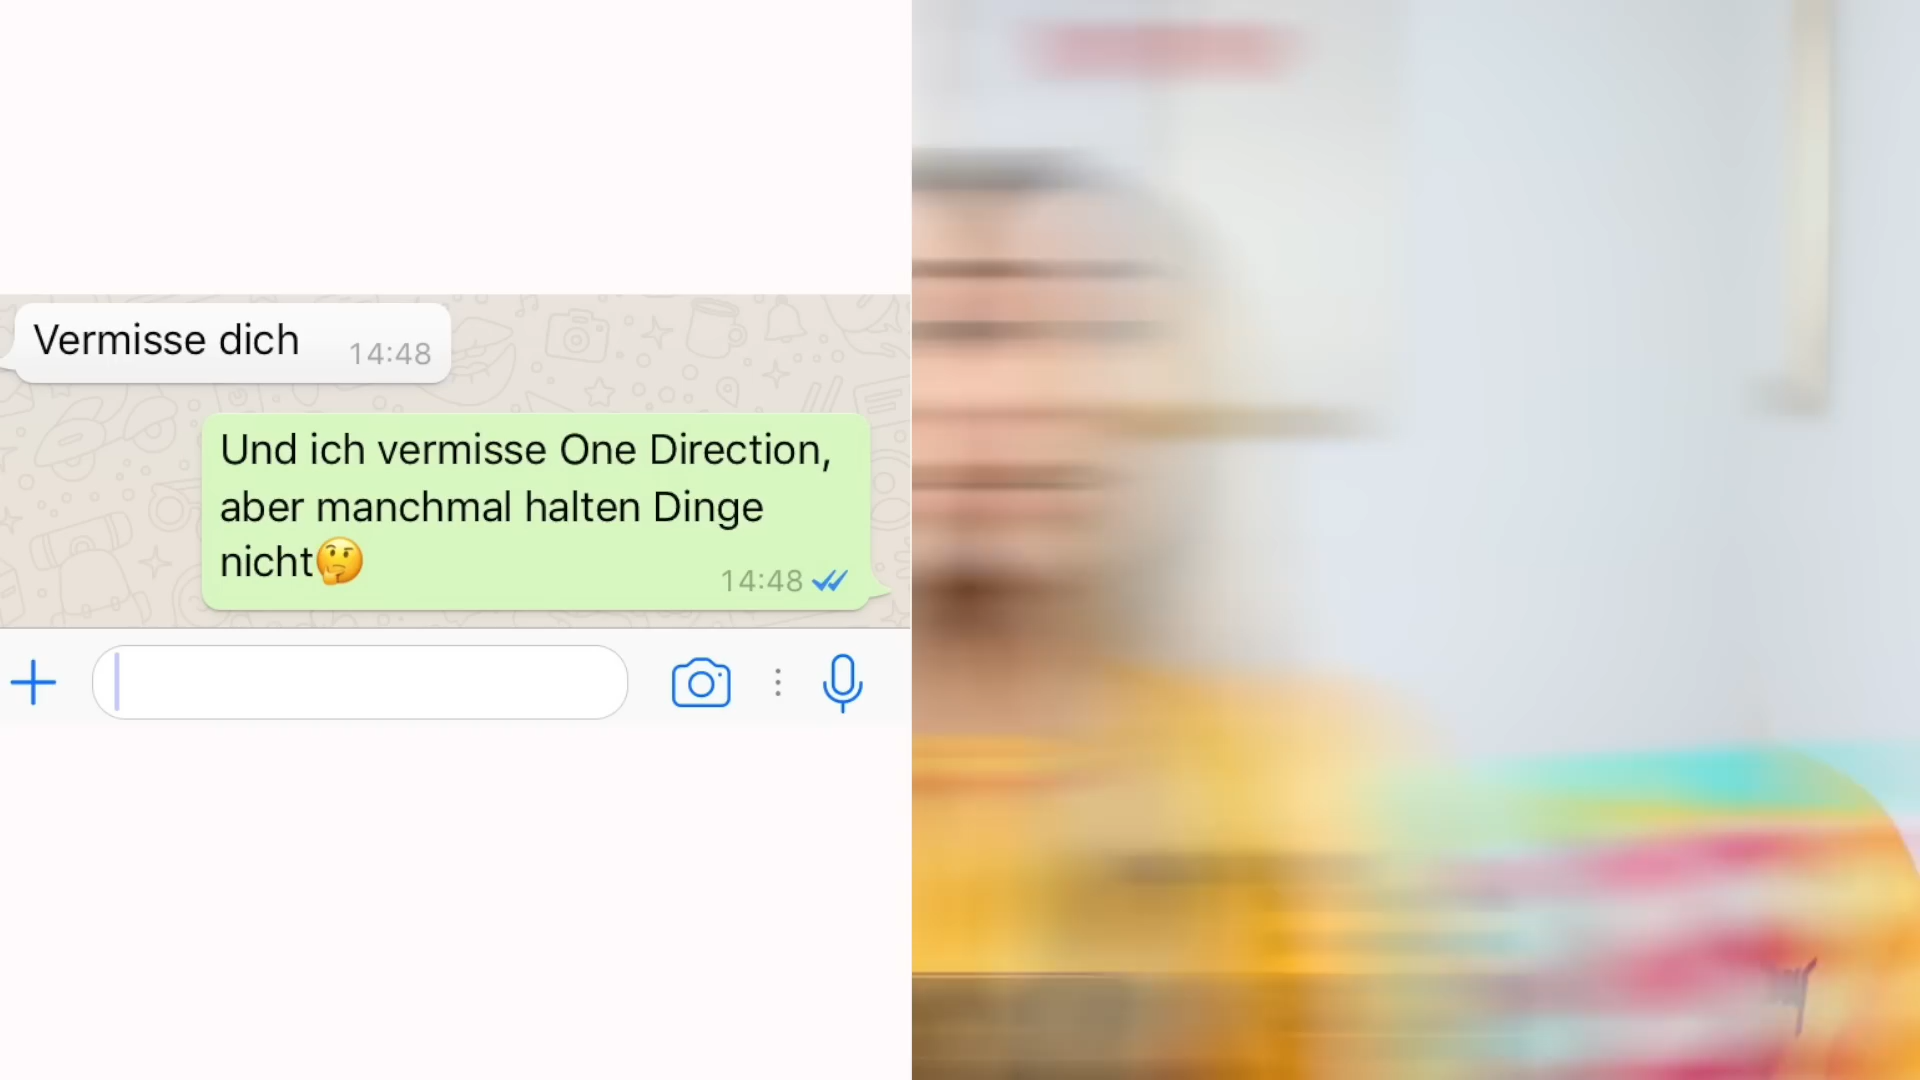 Vermisse dich
14:48
Und ich vermisse One Direction,
aber manchmal halten Dinge
nicht🤔
14:48